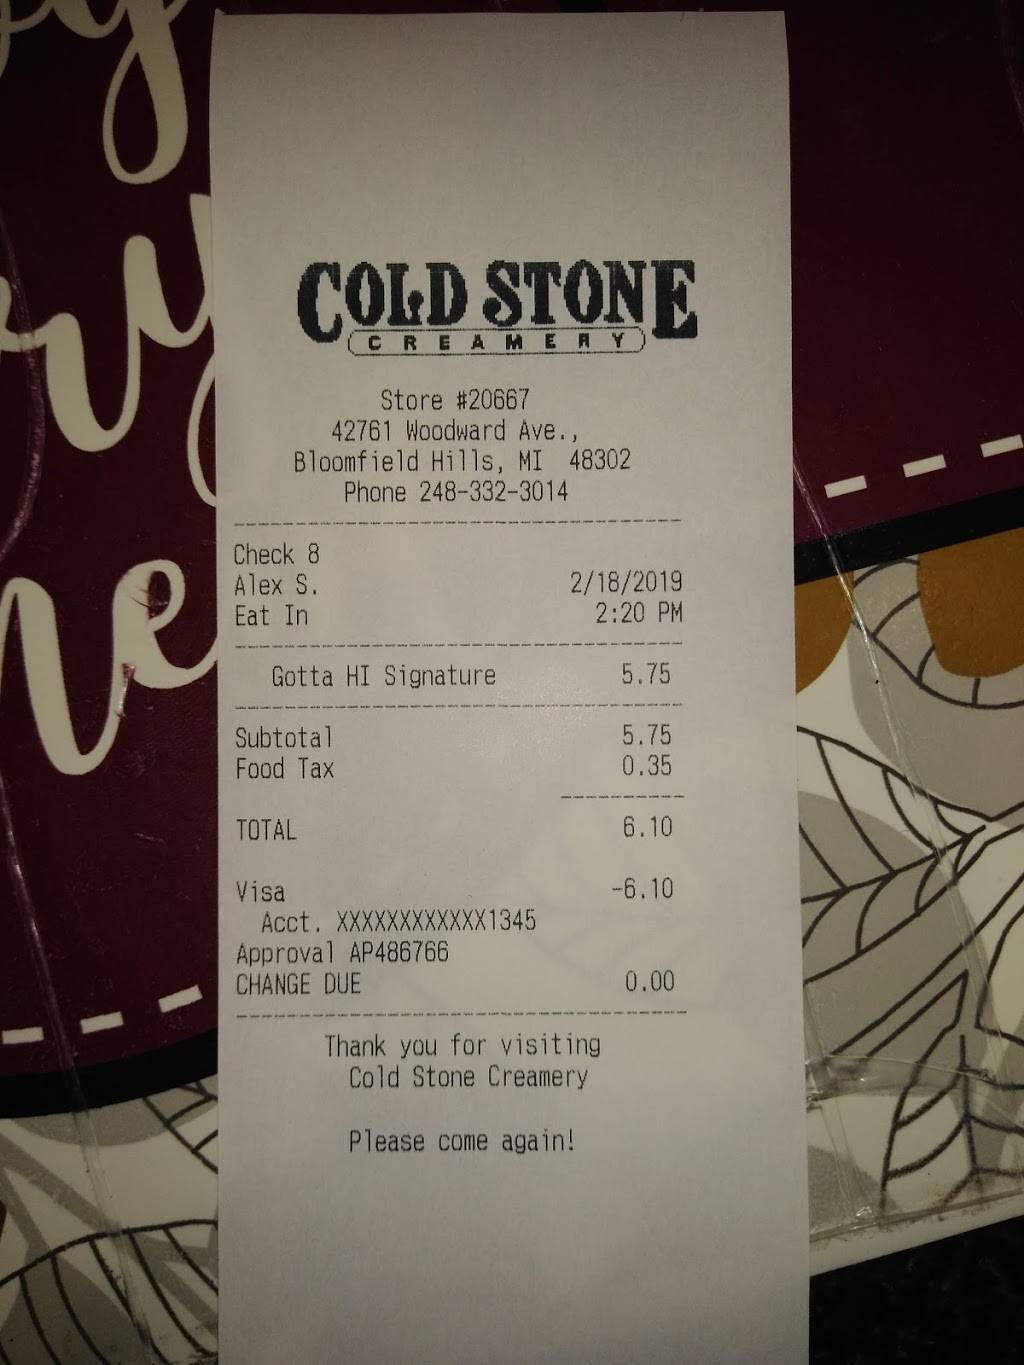 COLD STONE
CREAMERY
Store #20667
42761 Woodward Ave.,
Bloomfield Hills, MI 48302
Phone 248-332-3014
Check 8
Alex S. 2/18/2019
Eat In 2:20 PM
Gotta HI Signature 5.75
Subtotal 5.75
Food Tax 0.35
TOTAL 6.10
Visa -6.10
Acct. XXXXXXXXXXXX1345
Approval AP486766
CHANGE DUE 0.00
Thank you for visiting
Cold Stone Creamery
Please come again!